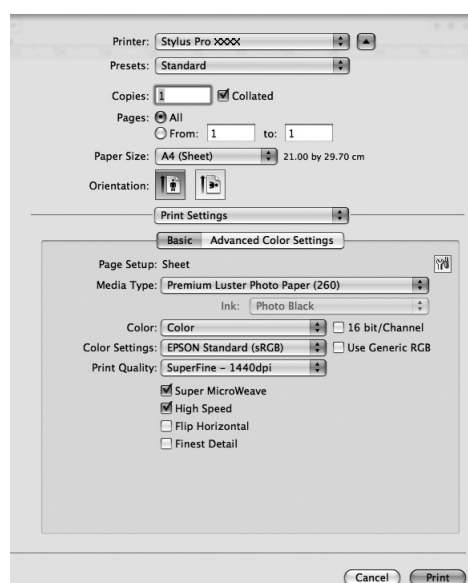 Printer: Stylus Pro XXXX
Presets: Standard
Copies: 1 Collated
Pages: All
From: 1 to: 1
Paper Size: A4 (Sheet) 21.00 by 29.70 cm
Orientation:
Print Settings
Basic Advanced Color Settings
Page Setup: Sheet
Media Type: Premium Luster Photo Paper (260)
Ink: Photo Black
Color: Color 16 bit/Channel
Color Settings: EPSON Standard (sRGB) Use Generic RGB
Print Quality: SuperFine – 1440dpi
Super MicroWeave
High Speed
Flip Horizontal
Finest Detail
Cancel Print